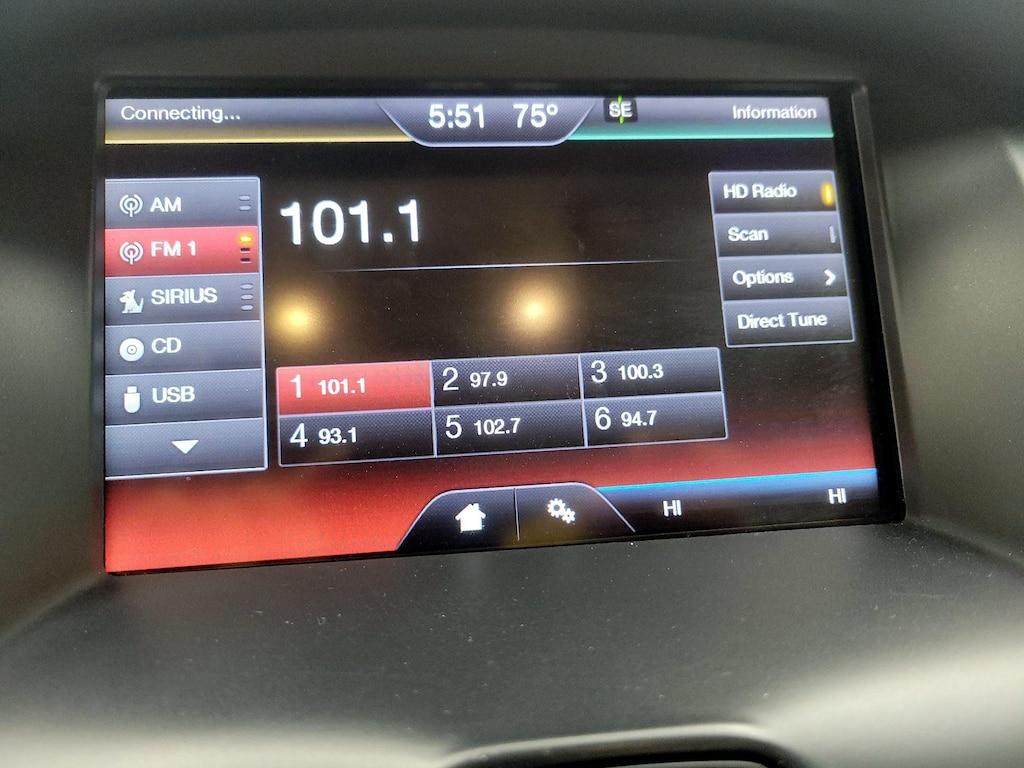 Connecting... 5:51 75° SE Information
AM
FM 1
SIRIUS
CD
USB
101.1
HD Radio
Scan
Options
Direct Tune
1 101.1 2 97.9 3 100.3
4 93.1 5 102.7 6 94.7
HI HI